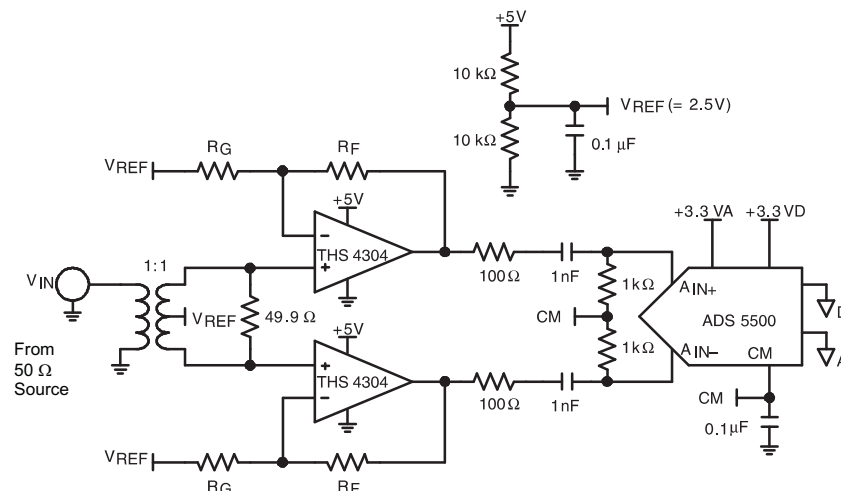 +5V
10 kΩ
VREF (= 2.5V)
10 kΩ
0.1 µF
RG
RF
VREF
+5V
+3.3 VA
+3.3 VD
THS 4304
100Ω
1nF
1:1
VIN
1kΩ
AIN+
VREF
49.9 Ω
CM
ADS 5500
D
From
50 Ω
Source
+5V
1kΩ
AIN−
CM
A
THS 4304
100Ω
1nF
CM
0.1µF
VREF
RG
RF